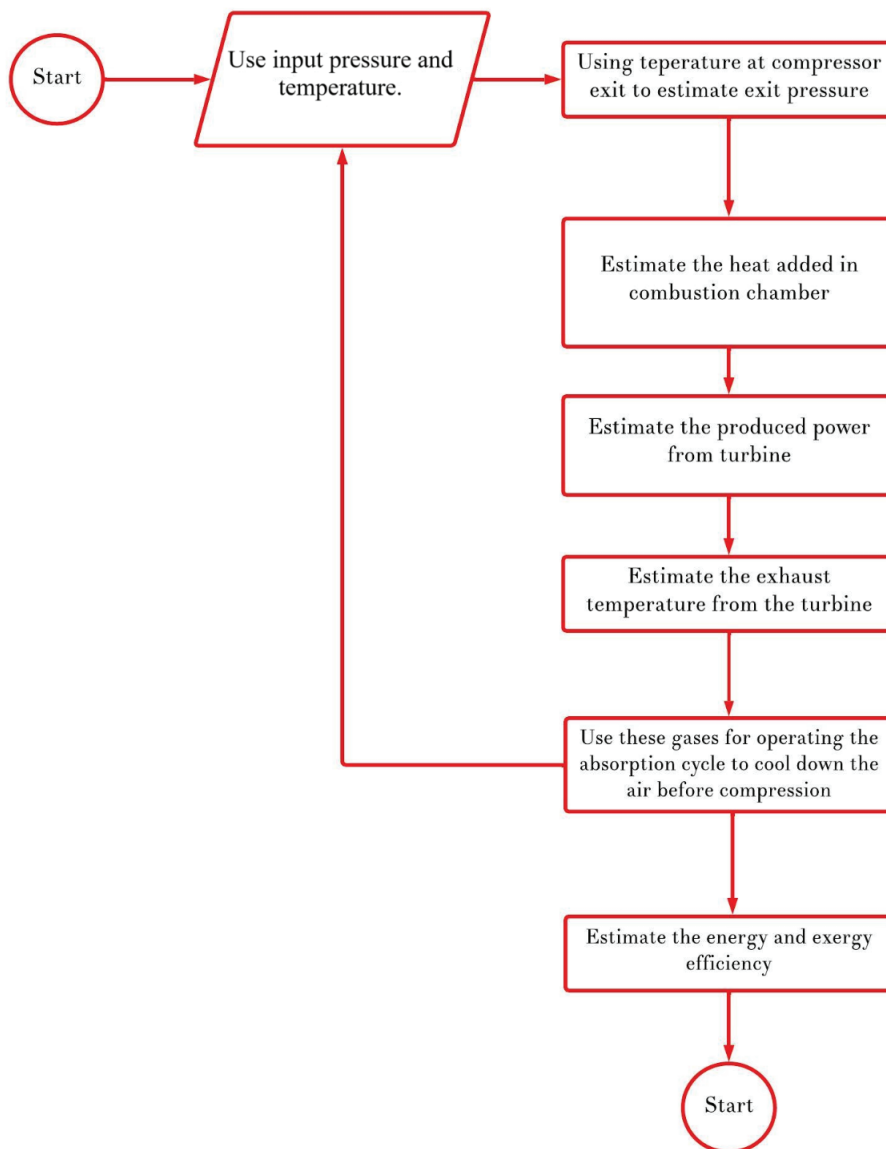 Start
Use input pressure and
temperature.
Using teperature at compressor
exit to estimate exit pressure
Estimate the heat added in
combustion chamber
Estimate the produced power
from turbine
Estimate the exhaust
temperature from the turbine
Use these gases for operating the
absorption cycle to cool down the
air before compression
Estimate the energy and exergy
efficiency
Start